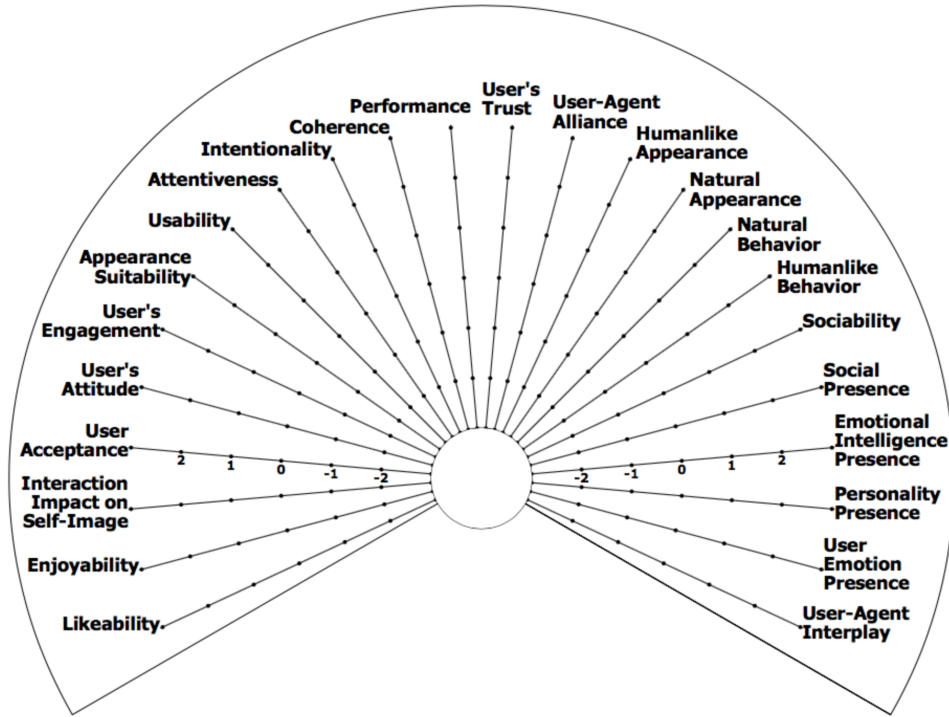 User's
Trust
Performance
User-Agent
Alliance
Coherence
Humanlike
Appearance
Intentionality
Natural
Appearance
Attentiveness
Usability
Natural
Behavior
Appearance
Suitability
Humanlike
Behavior
User's
Engagement
Sociability
User's
Attitude
Social
Presence
User
Acceptance
2 1 0 -1 -2
-2 -1 0 1 2
Emotional
Intelligence
Presence
Interaction
Impact on
Self-Image
Personality
Presence
Enjoyability
User
Emotion
Presence
Likeability
User-Agent
Interplay